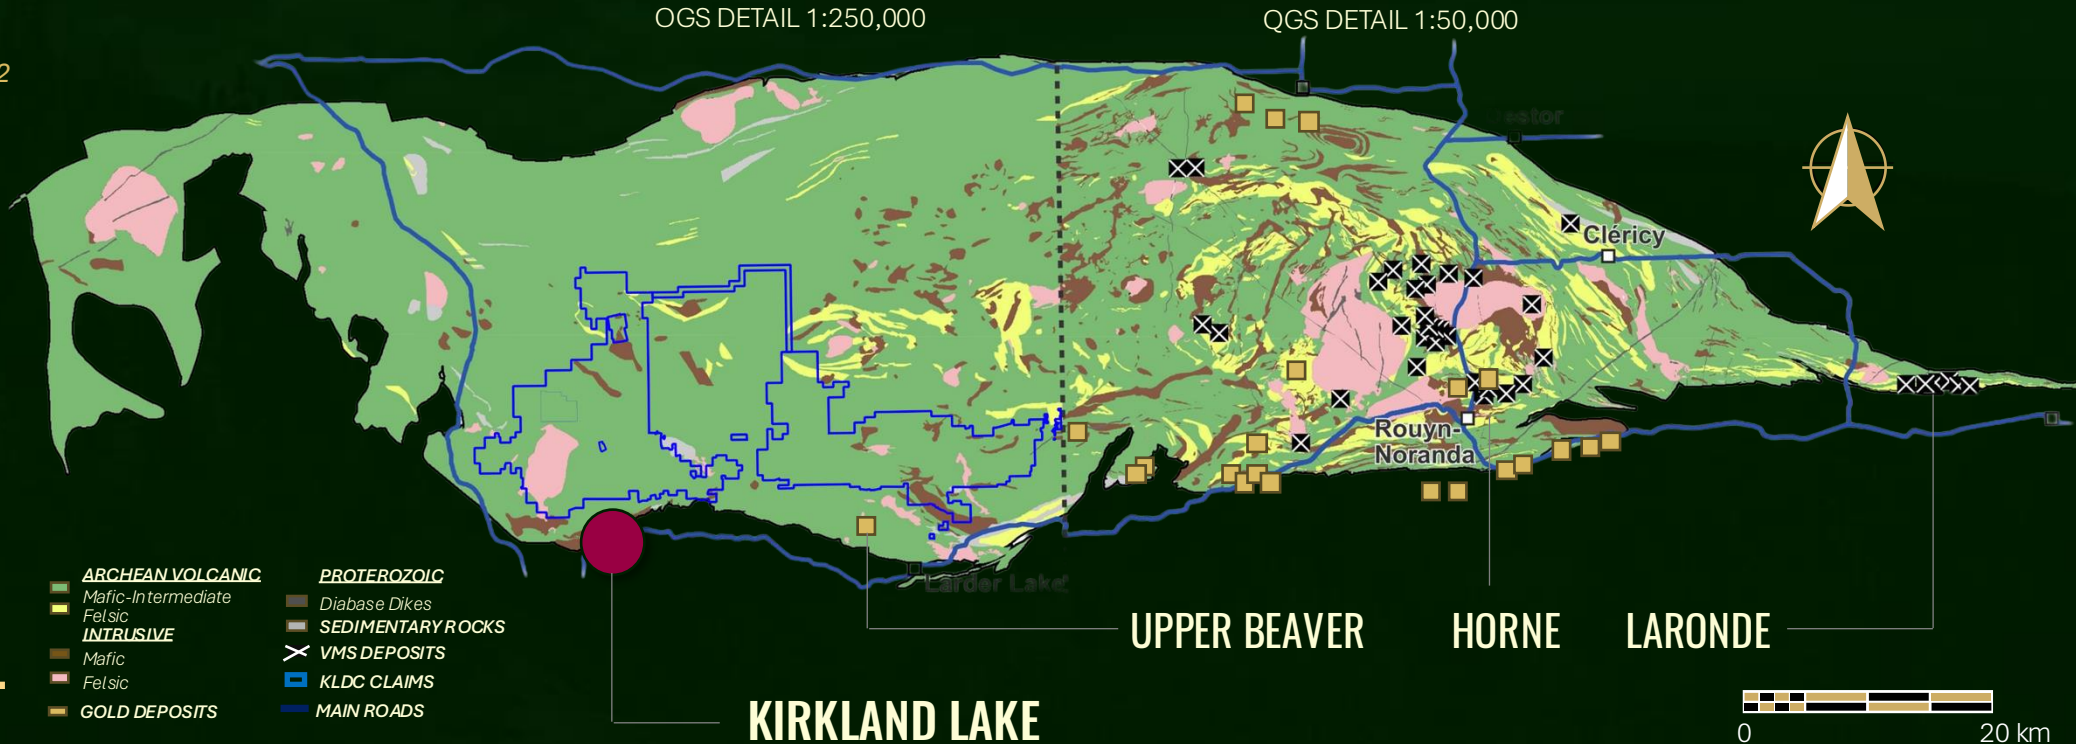 OGS DETAIL 1:250,000
QGS DETAIL 1:50,000
2
Cléricy
Rouyn-
Noranda
Larder Lake
ARCHEAN VOLCANIC
Mafic-Intermediate
Felsic
INTRUSIVE
Mafic
Felsic
GOLD DEPOSITS
PROTEROZOIC
Diabase Dikes
SEDIMENTARY ROCKS
VMS DEPOSITS
KLDC CLAIMS
MAIN ROADS
UPPER BEAVER
HORNE
LARONDE
KIRKLAND LAKE
0
20 km